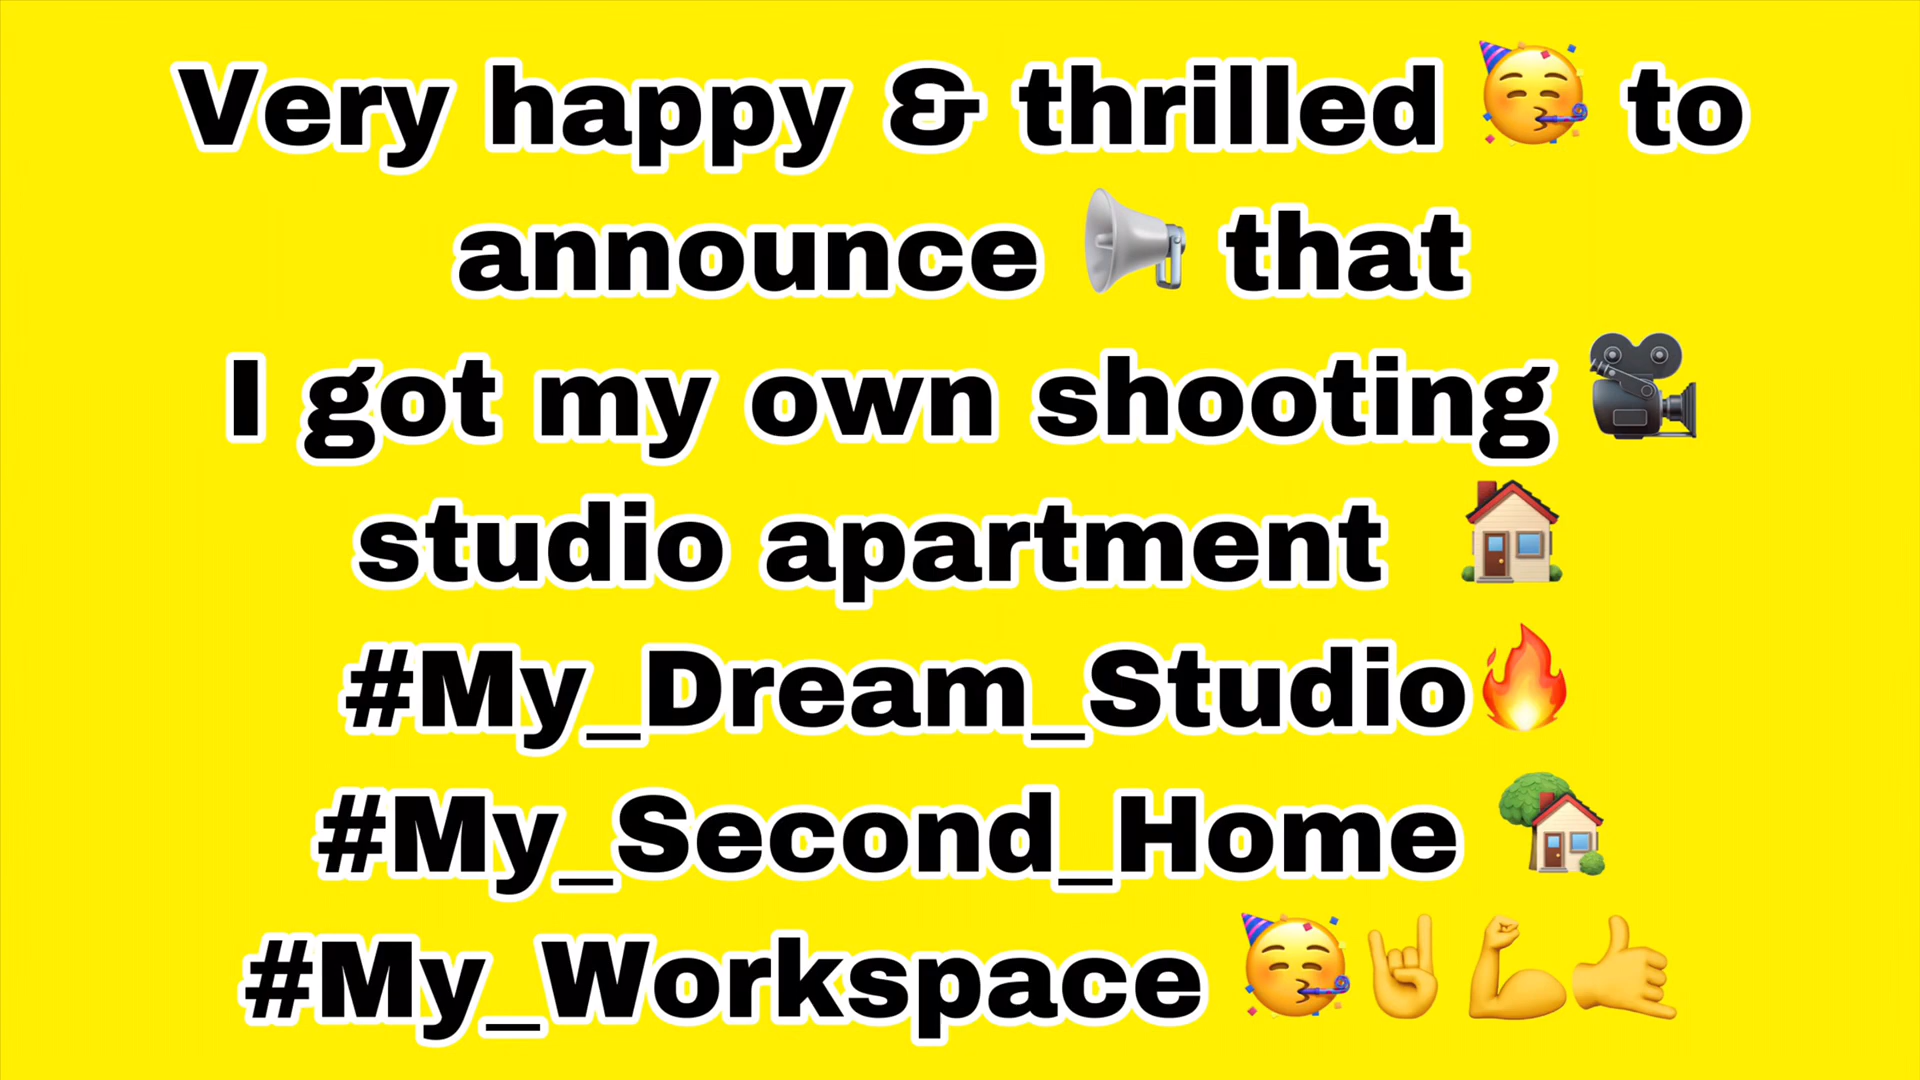 Very happy & thrilled 🥳 to
announce 📢 that
I got my own shooting 🎥
studio apartment 🏠
#My_Dream_Studio🔥
#My_Second_Home 🏡
#My_Workspace 🥳🤘💪🤙